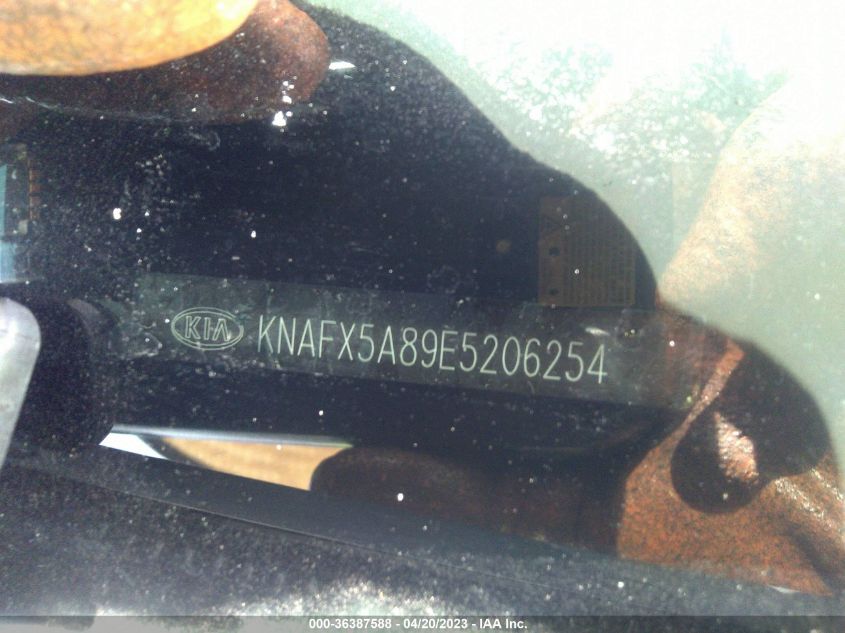 KIA KNAFX5A89E5206254
000-36387588 - 04/20/2023 - IAA Inc.